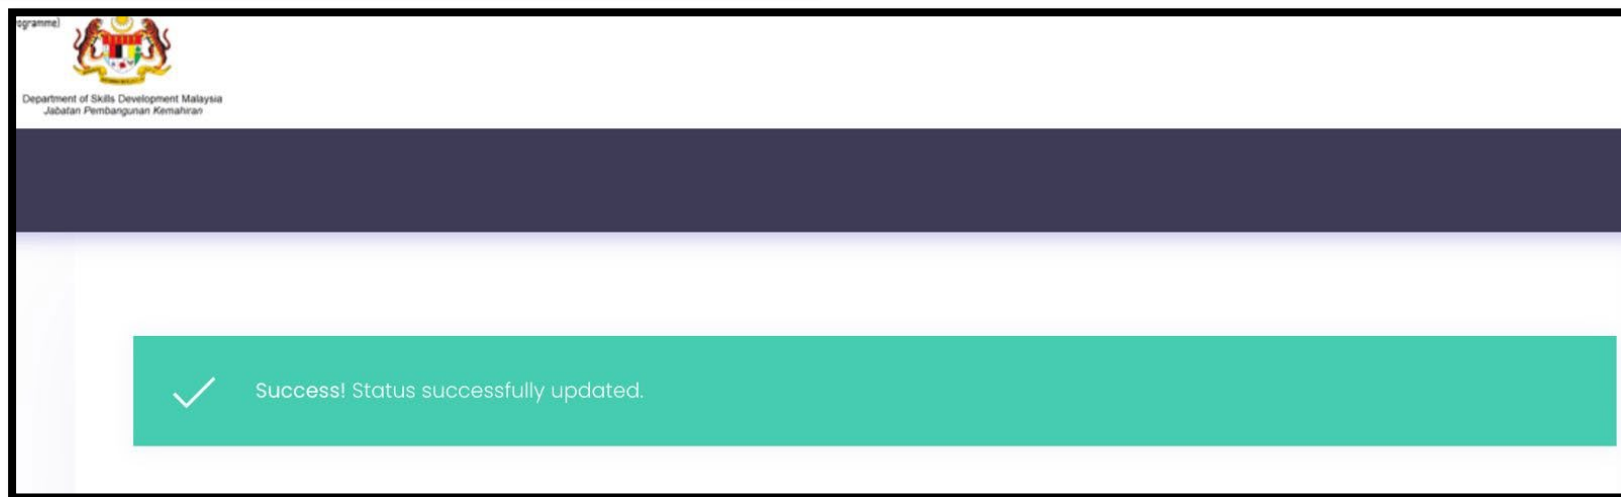 ogramme)
Department of Skills Development Malaysia
Jabatan Pembangunan Kemahiran
Success! Status successfully updated.